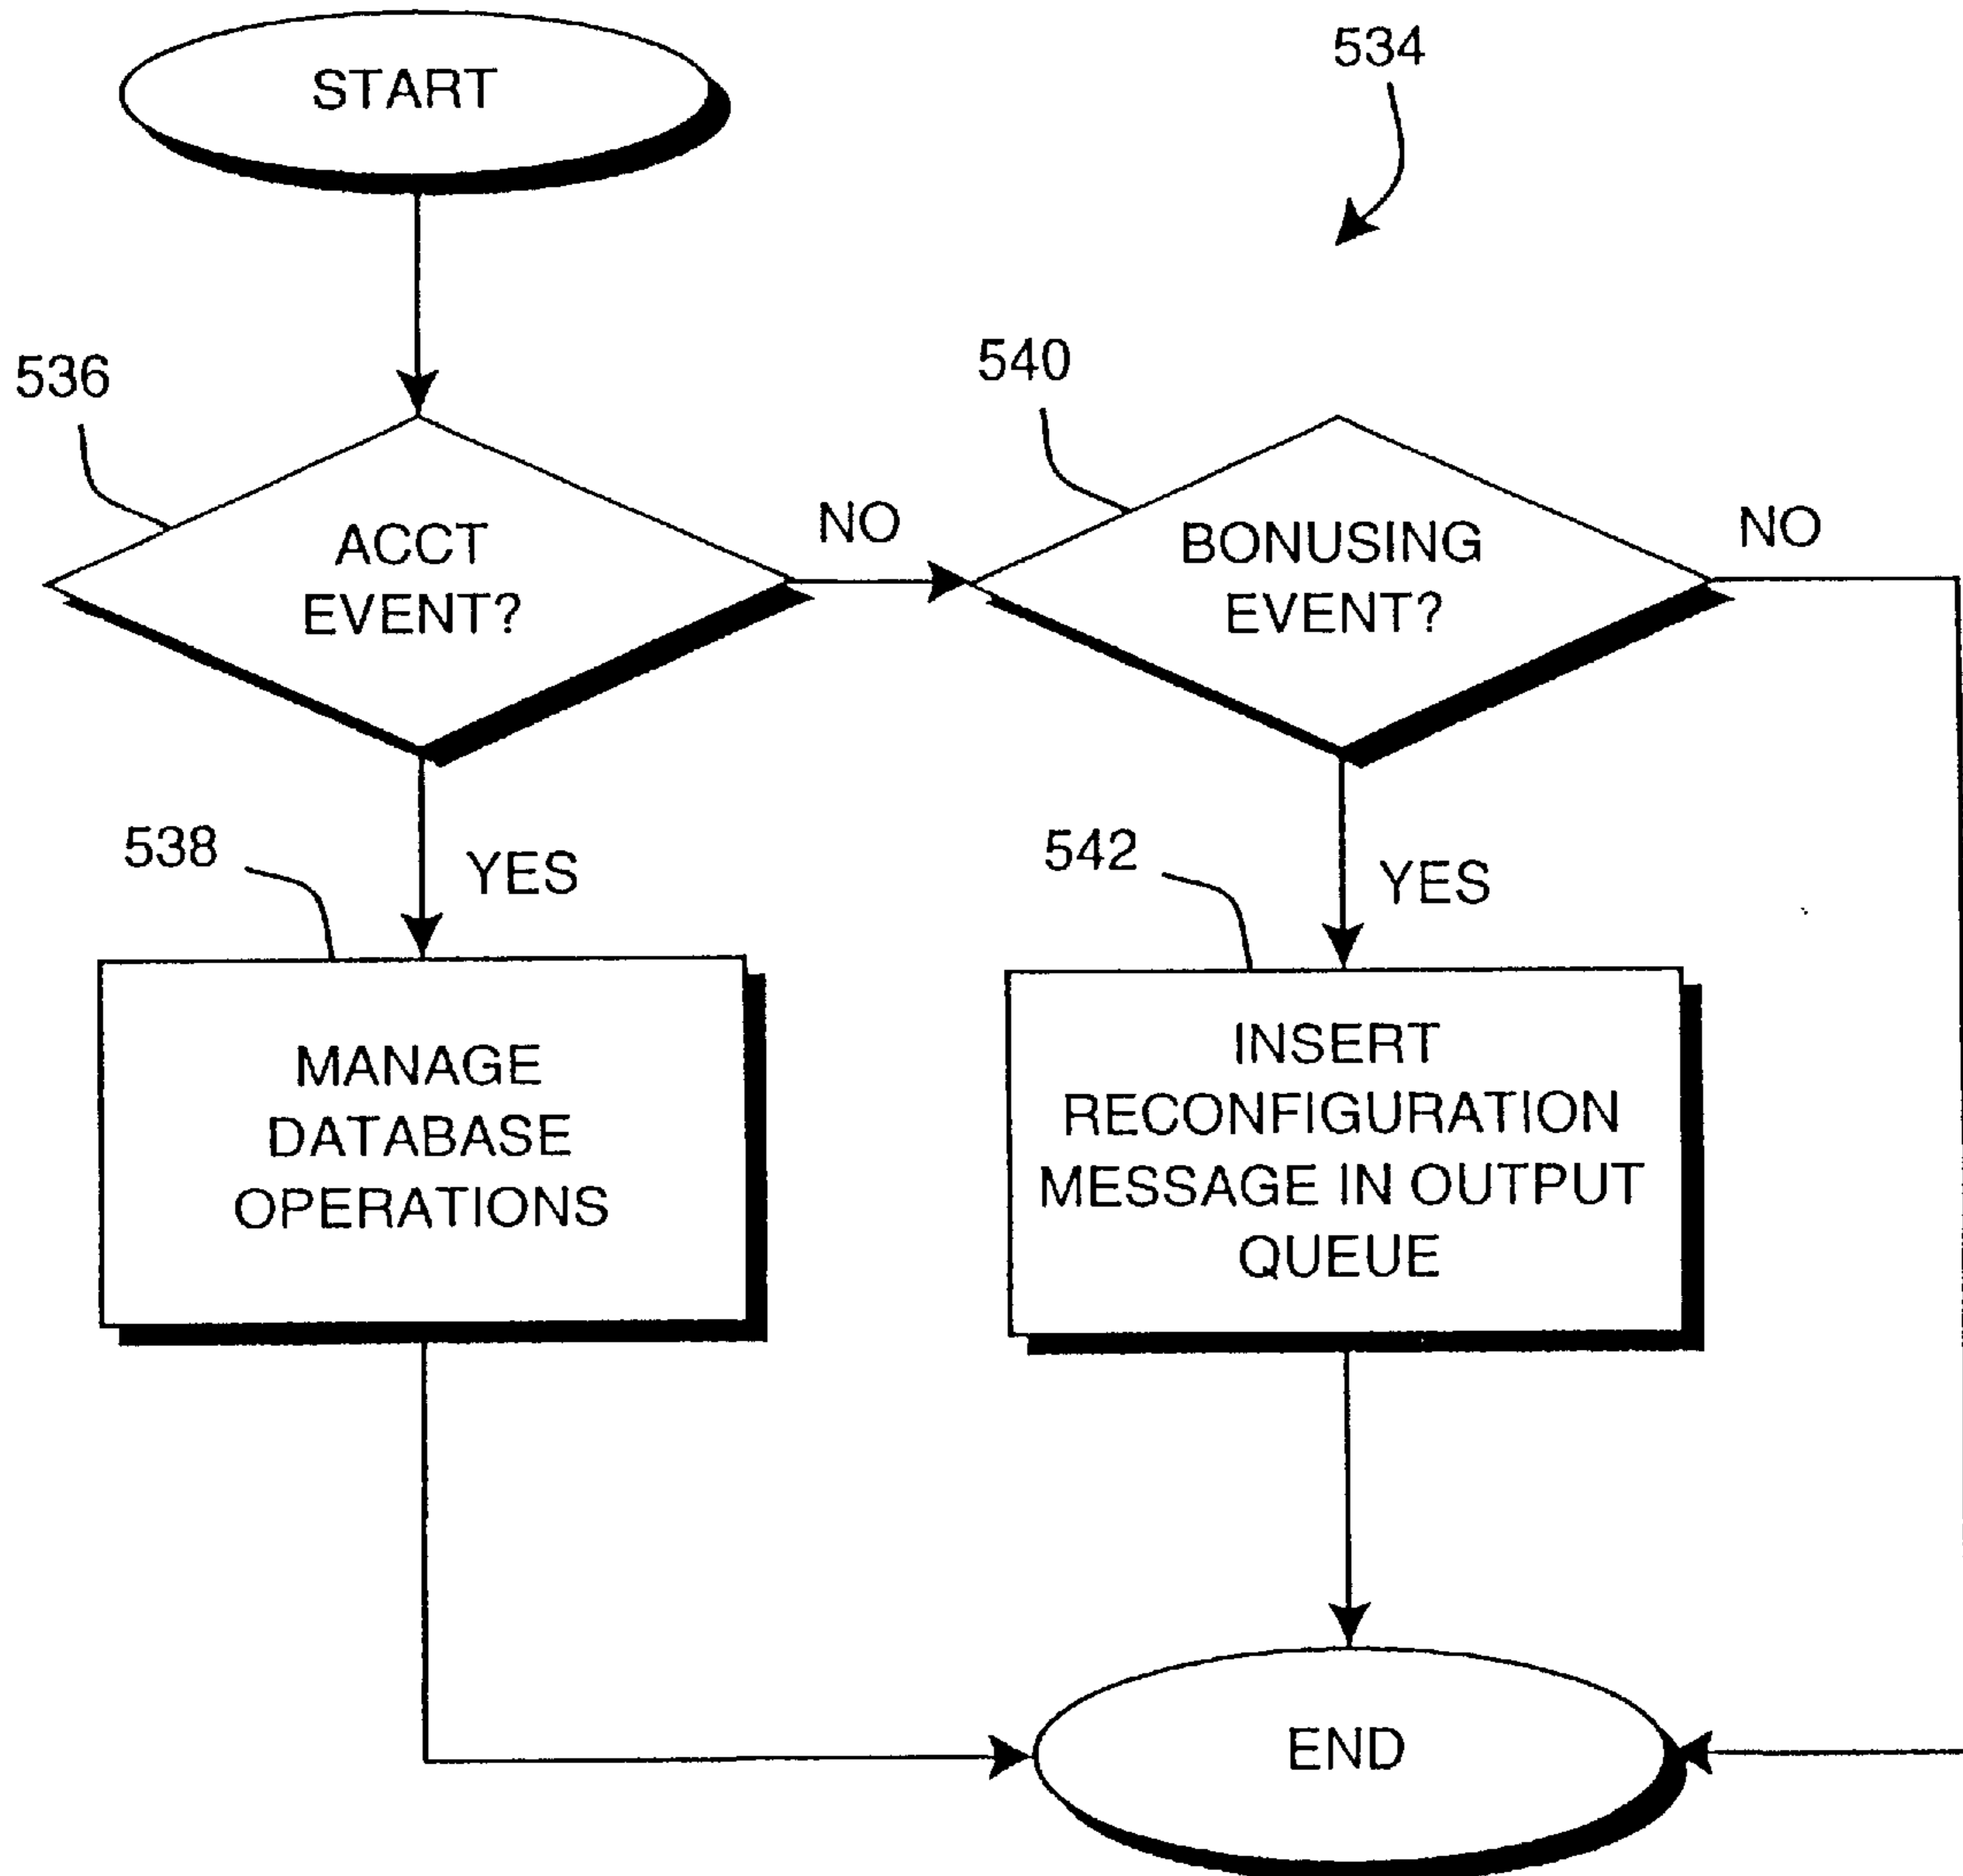 START
534
536
ACCT
EVENT?
NO
540
BONUSING
EVENT?
NO
538
YES
542
YES
MANAGE
DATABASE
OPERATIONS
INSERT
RECONFIGURATION
MESSAGE IN OUTPUT
QUEUE
END